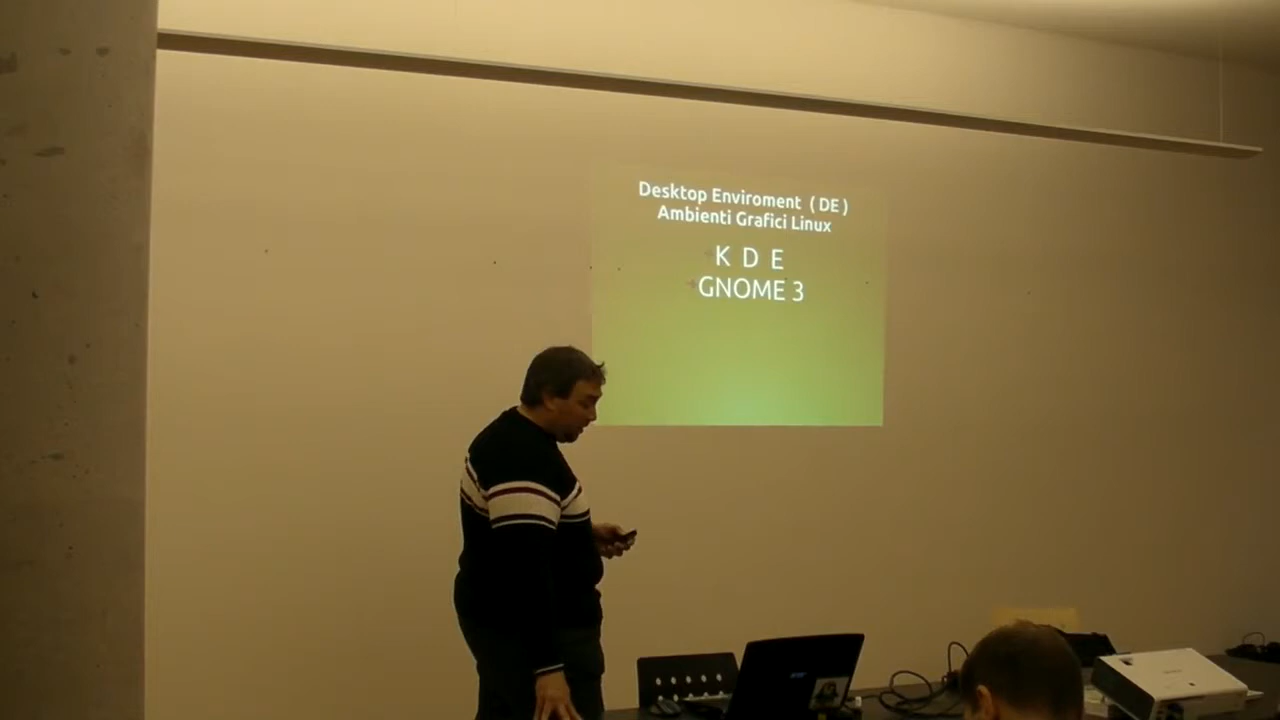 Desktop Enviroment ( DE )
Ambienti Grafici Linux
K D E
GNOME 3